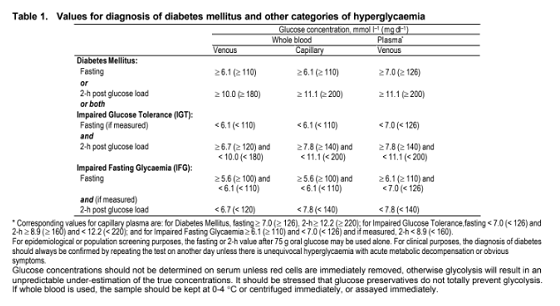 Table 1. Values for diagnosis of diabetes mellitus and other categories of hyperglycaemia
Glucose concentration, mmol l–1 (mg dl–1)
Whole blood Plasma*
Venous Capillary Venous
Diabetes Mellitus:
Fasting ≥ 6.1 (≥ 110) ≥ 6.1 (≥ 110) ≥ 7.0 (≥ 126)
or
2-h post glucose load ≥ 10.0 (≥ 180) ≥ 11.1 (≥ 200) ≥ 11.1 (≥ 200)
or both
Impaired Glucose Tolerance (IGT):
Fasting (if measured) < 6.1 (< 110) < 6.1 (< 110) < 7.0 (< 126)
and
2-h post glucose load ≥ 6.7 (≥ 120) and ≥ 7.8 (≥ 140) and ≥ 7.8 (≥ 140) and
< 10.0 (< 180) < 11.1 (< 200) < 11.1 (< 200)
Impaired Fasting Glycaemia (IFG):
Fasting ≥ 5.6 (≥ 100) and ≥ 5.6 (≥ 100) and ≥ 6.1 (≥ 110) and
< 6.1 (< 110) < 6.1 (< 110) < 7.0 (< 126)
and (if measured)
2-h post glucose load < 6.7 (< 120) < 7.8 (< 140) < 7.8 (< 140)
* Corresponding values for capillary plasma are: for Diabetes Mellitus, fasting ≥ 7.0 (≥ 126), 2-h ≥ 12.2 (≥ 220); for Impaired Glucose Tolerance, fasting < 7.0 (< 126) and
2-h ≥ 8.9 (≥ 160) and < 12.2 (< 220); and for Impaired Fasting Glycaemia ≥ 6.1 (≥ 110) and < 7.0 (< 126) and if measured, 2-h < 8.9 (< 160).
For epidemiological or population screening purposes, the fasting or 2-h value after 75 g oral glucose may be used alone. For clinical purposes, the diagnosis of diabetes
should always be confirmed by repeating the test on another day unless there is unequivocal hyperglycaemia with acute metabolic decompensation or obvious
symptoms.
Glucose concentrations should not be determined on serum unless red cells are immediately removed, otherwise glycolysis will result in an
unpredictable under-estimation of the true concentrations. It should be stressed that glucose preservatives do not totally prevent glycolysis.
If whole blood is used, the sample should be kept at 0-4 °C or centrifuged immediately, or assayed immediately.